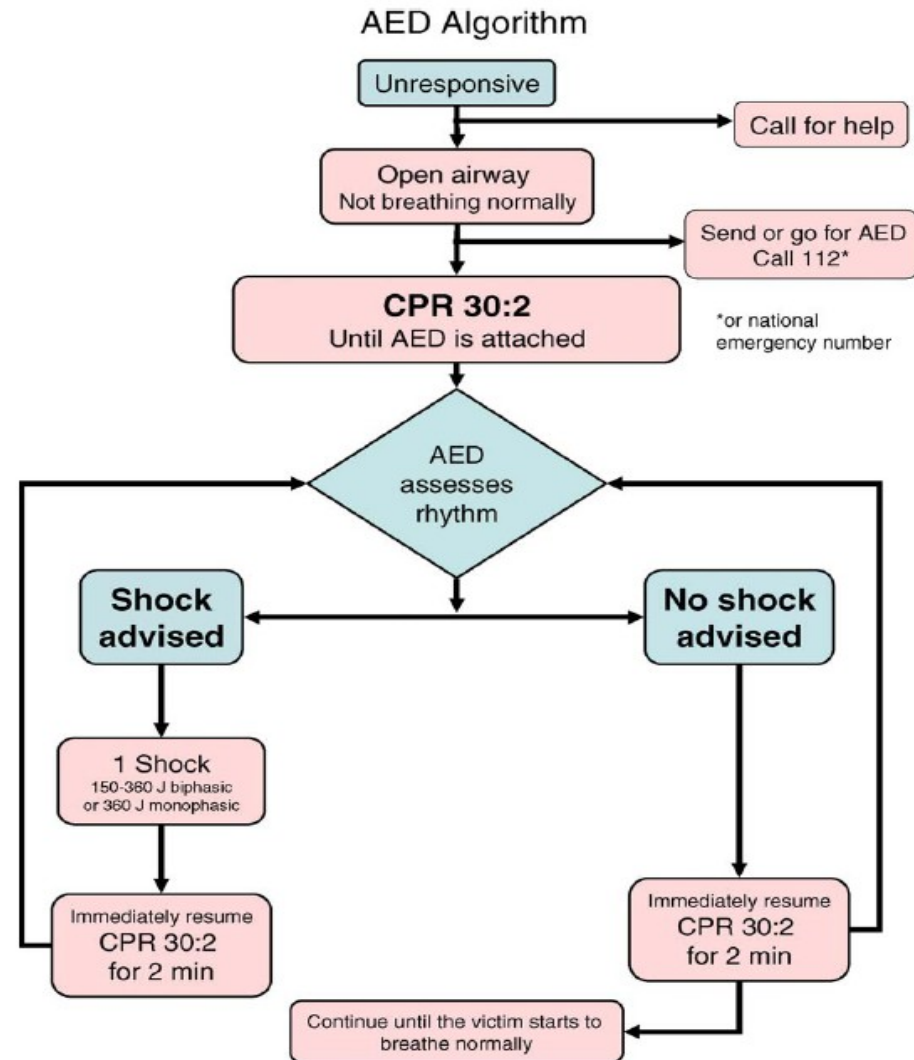 AED Algorithm
Unresponsive
Call for help
Open airway
Not breathing normally
Send or go for AED
Call 112*
CPR 30:2
Until AED is attached
*or national
emergency number
AED
assesses
rhythm
Shock
advised
No shock
advised
1 Shock
150-360 J biphasic
or 360 J monophasic
Immediately resume
CPR 30:2
for 2 min
Immediately resume
CPR 30:2
for 2 min
Continue until the victim starts to
breathe normally